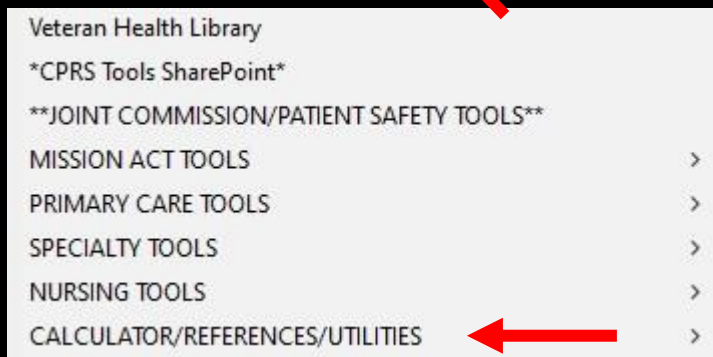 Veteran Health Library
*CPRS Tools SharePoint*
**JOINT COMMISSION/PATIENT SAFETY TOOLS**
MISSION ACT TOOLS
PRIMARY CARE TOOLS
SPECIALTY TOOLS
NURSING TOOLS
CALCULATOR/REFERENCES/UTILITIES